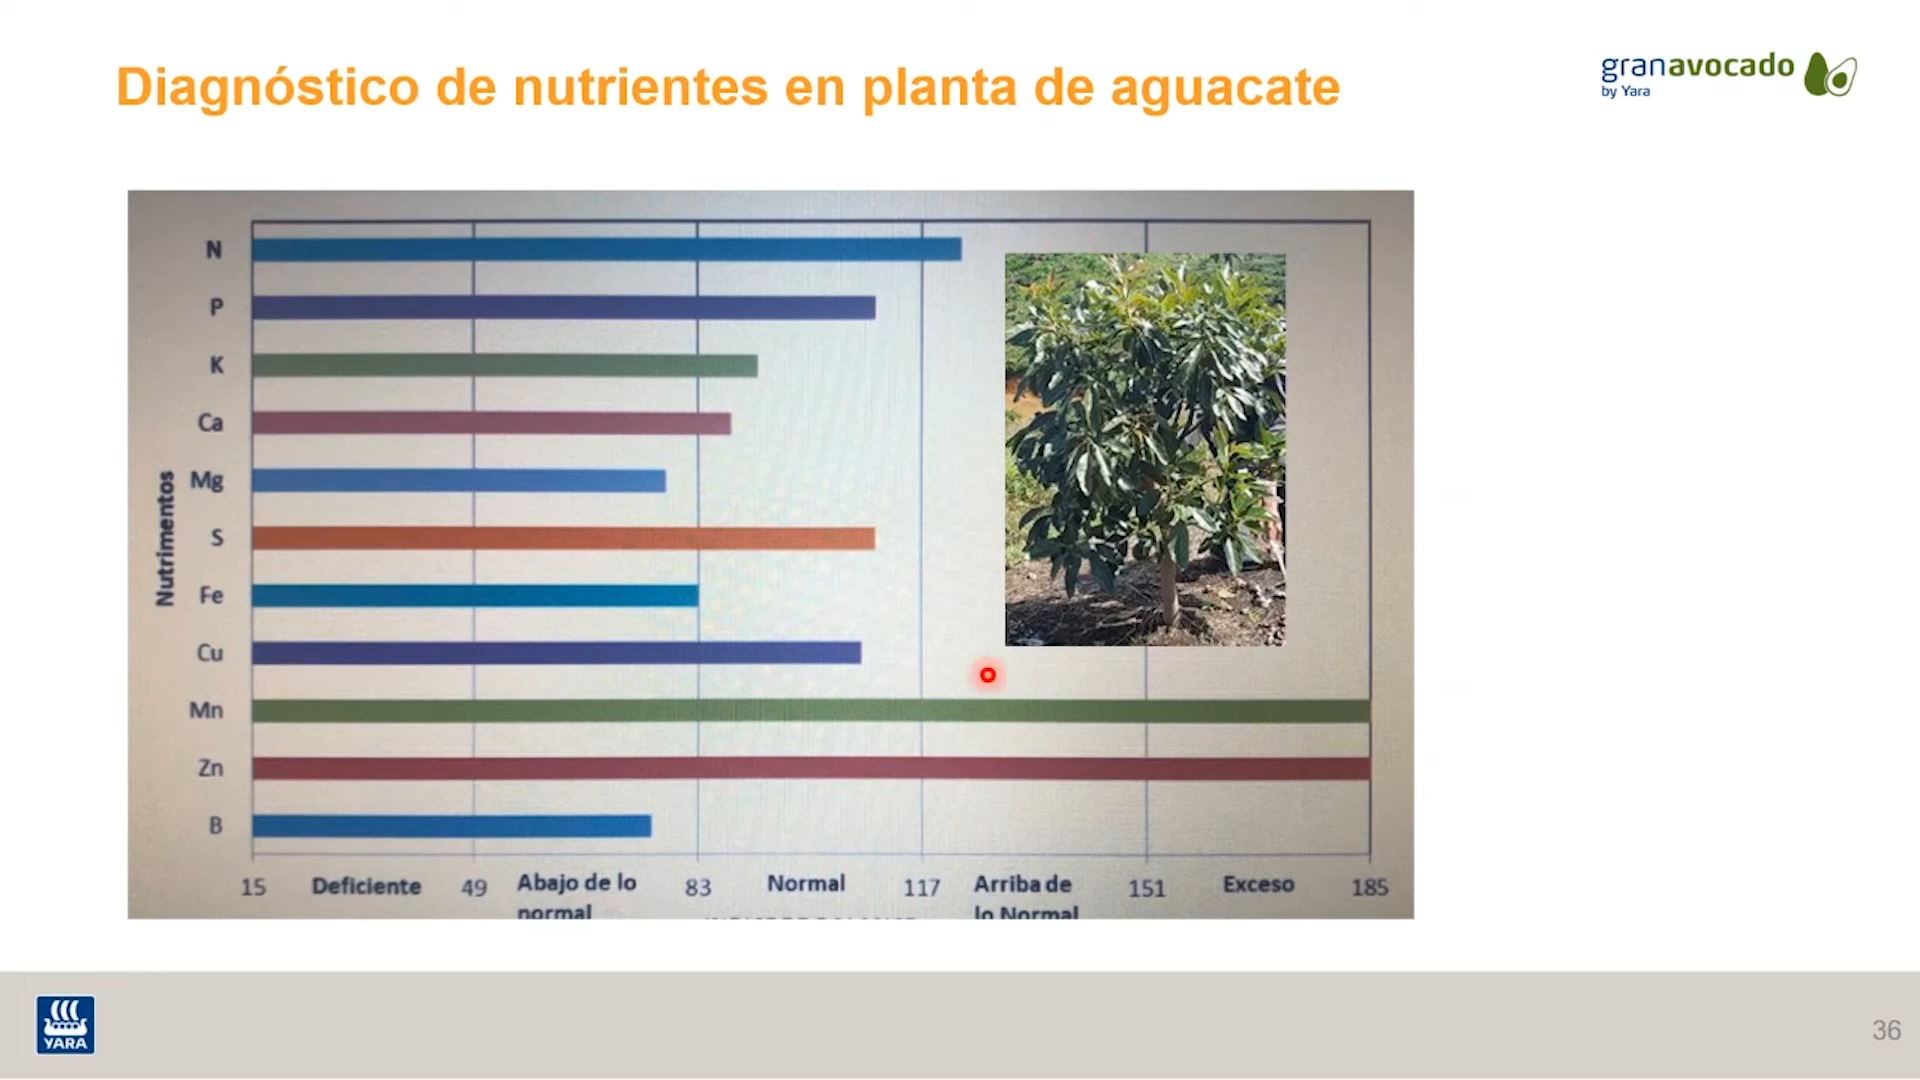 Diagnóstico de nutrientes en planta de aguacate
granavocado
by Yara
Nutrimentos
N
P
K
Ca
Mg
S
Fe
Cu
Mn
Zn
B
15 Deficiente 49 Abajo de lo 83 Normal 117 Arriba de 151 Exceso 185
normal lo Normal
YARA
36